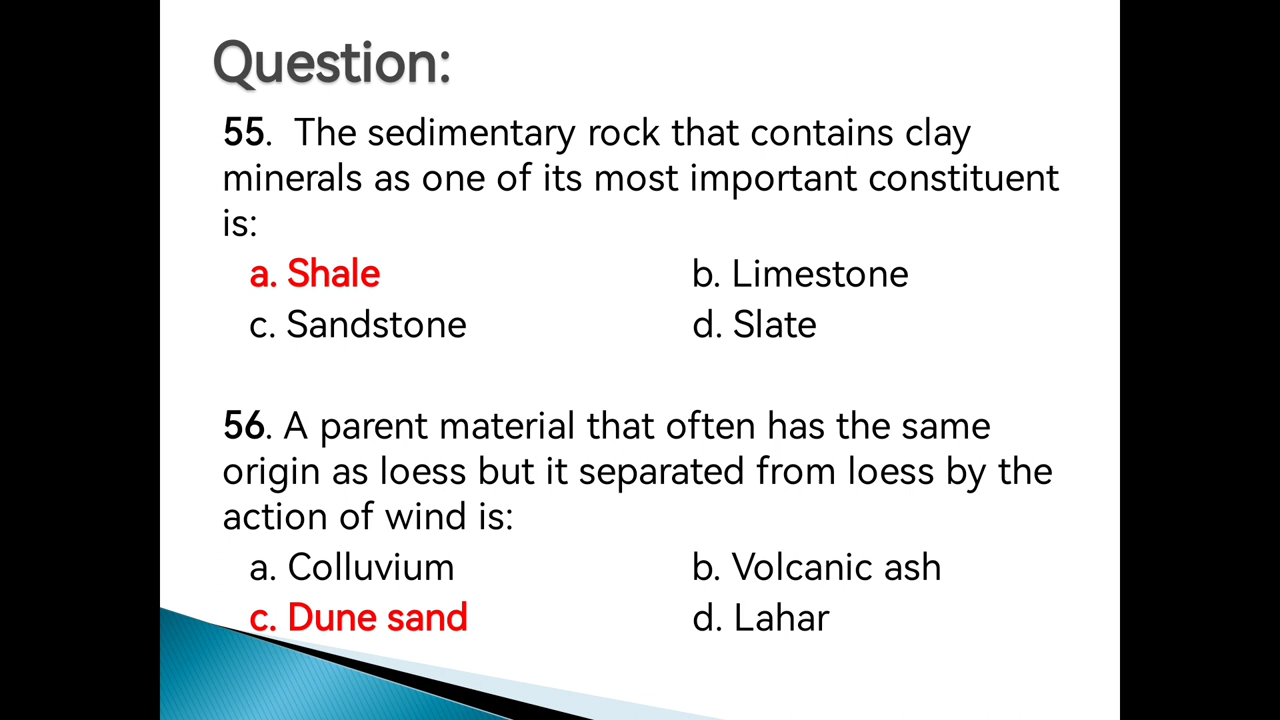 Question:
55.  The sedimentary rock that contains clay
minerals as one of its most important constituent
is:
a. Shale b. Limestone
c. Sandstone d. Slate
56. A parent material that often has the same
origin as loess but it separated from loess by the
action of wind is:
a. Colluvium b. Volcanic ash
c. Dune sand d. Lahar